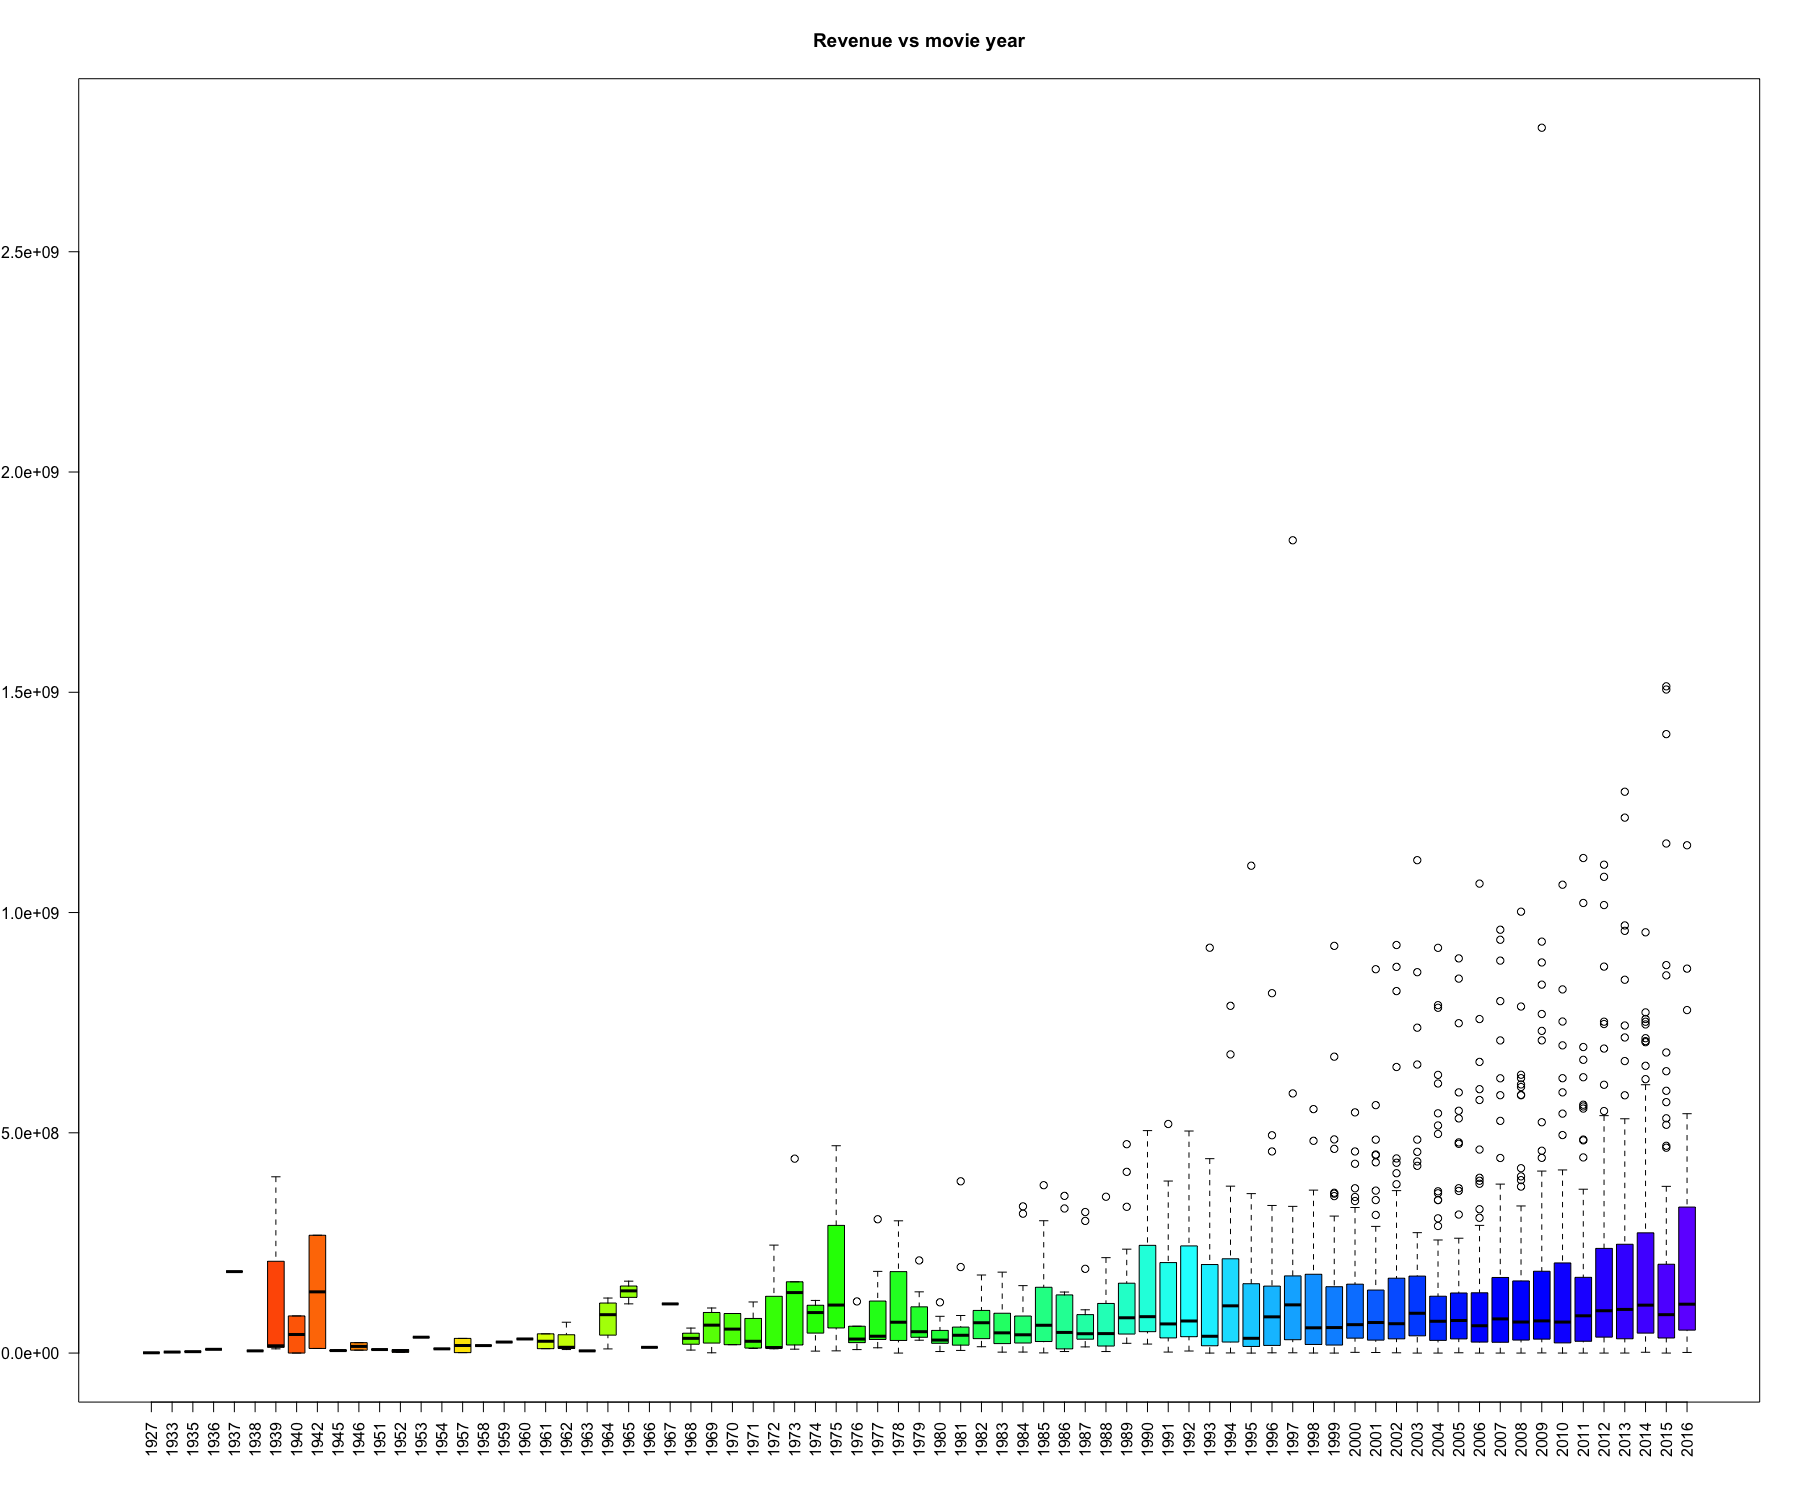 Revenue vs movie year
2.5e+09
2.0e+09
1.5e+09
1.0e+09
5.0e+08
0.0e+00
1927 1933 1935 1936 1937 1938 1939 1940 1942 1945 1946 1951 1952 1953 1954 1957 1958 1959 1960 1961 1962 1963 1964 1965 1966 1967 1968 1969 1970 1971 1972 1973 1974 1975 1976 1977 1978 1979 1980 1981 1982 1983 1984 1985 1986 1987 1988 1989 1990 1991 1992 1993 1994 1995 1996 1997 1998 1999 2000 2001 2002 2003 2004 2005 2006 2007 2008 2009 2010 2011 2012 2013 2014 2015 2016